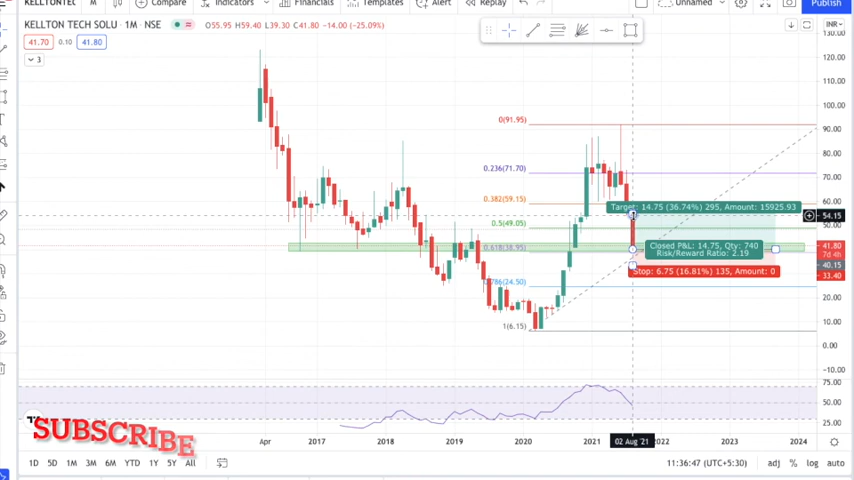 KELLTONTEC M Compare Indicators Financials Templates Alert Replay Unnamed Publish
KELLTON TECH SOLU · 1M · NSE O55.95 H59.40 L39.30 C41.80 -14.00 (-25.09%)
INR
41.70 0.10 41.80
3
130.00
120.00
110.00
100.00
90.00
80.00
70.00
60.00
54.15
50.00
41.80
7d 4h
40.15
33.40
20.00
10.00
0.00
-10.00
0(91.95)
0.236(71.70)
0.382(59.15)
0.5(49.05)
0.618(38.95)
0.786(24.50)
1(6.15)
Target: 14.75 (36.74%) 295, Amount: 15925.93
Closed P&L: 14.75, Qty: 740
Risk/Reward Ratio: 2.19
Stop: 6.75 (16.81%) 135, Amount: 0
75.00
50.00
25.00
SUBSCRIBE
Apr 2017 2018 2019 2020 2021 02 Aug '21 2022 2023 2024
1D 5D 1M 3M 6M YTD 1Y 5Y All 11:36:47 (UTC+5:30) adj % log auto